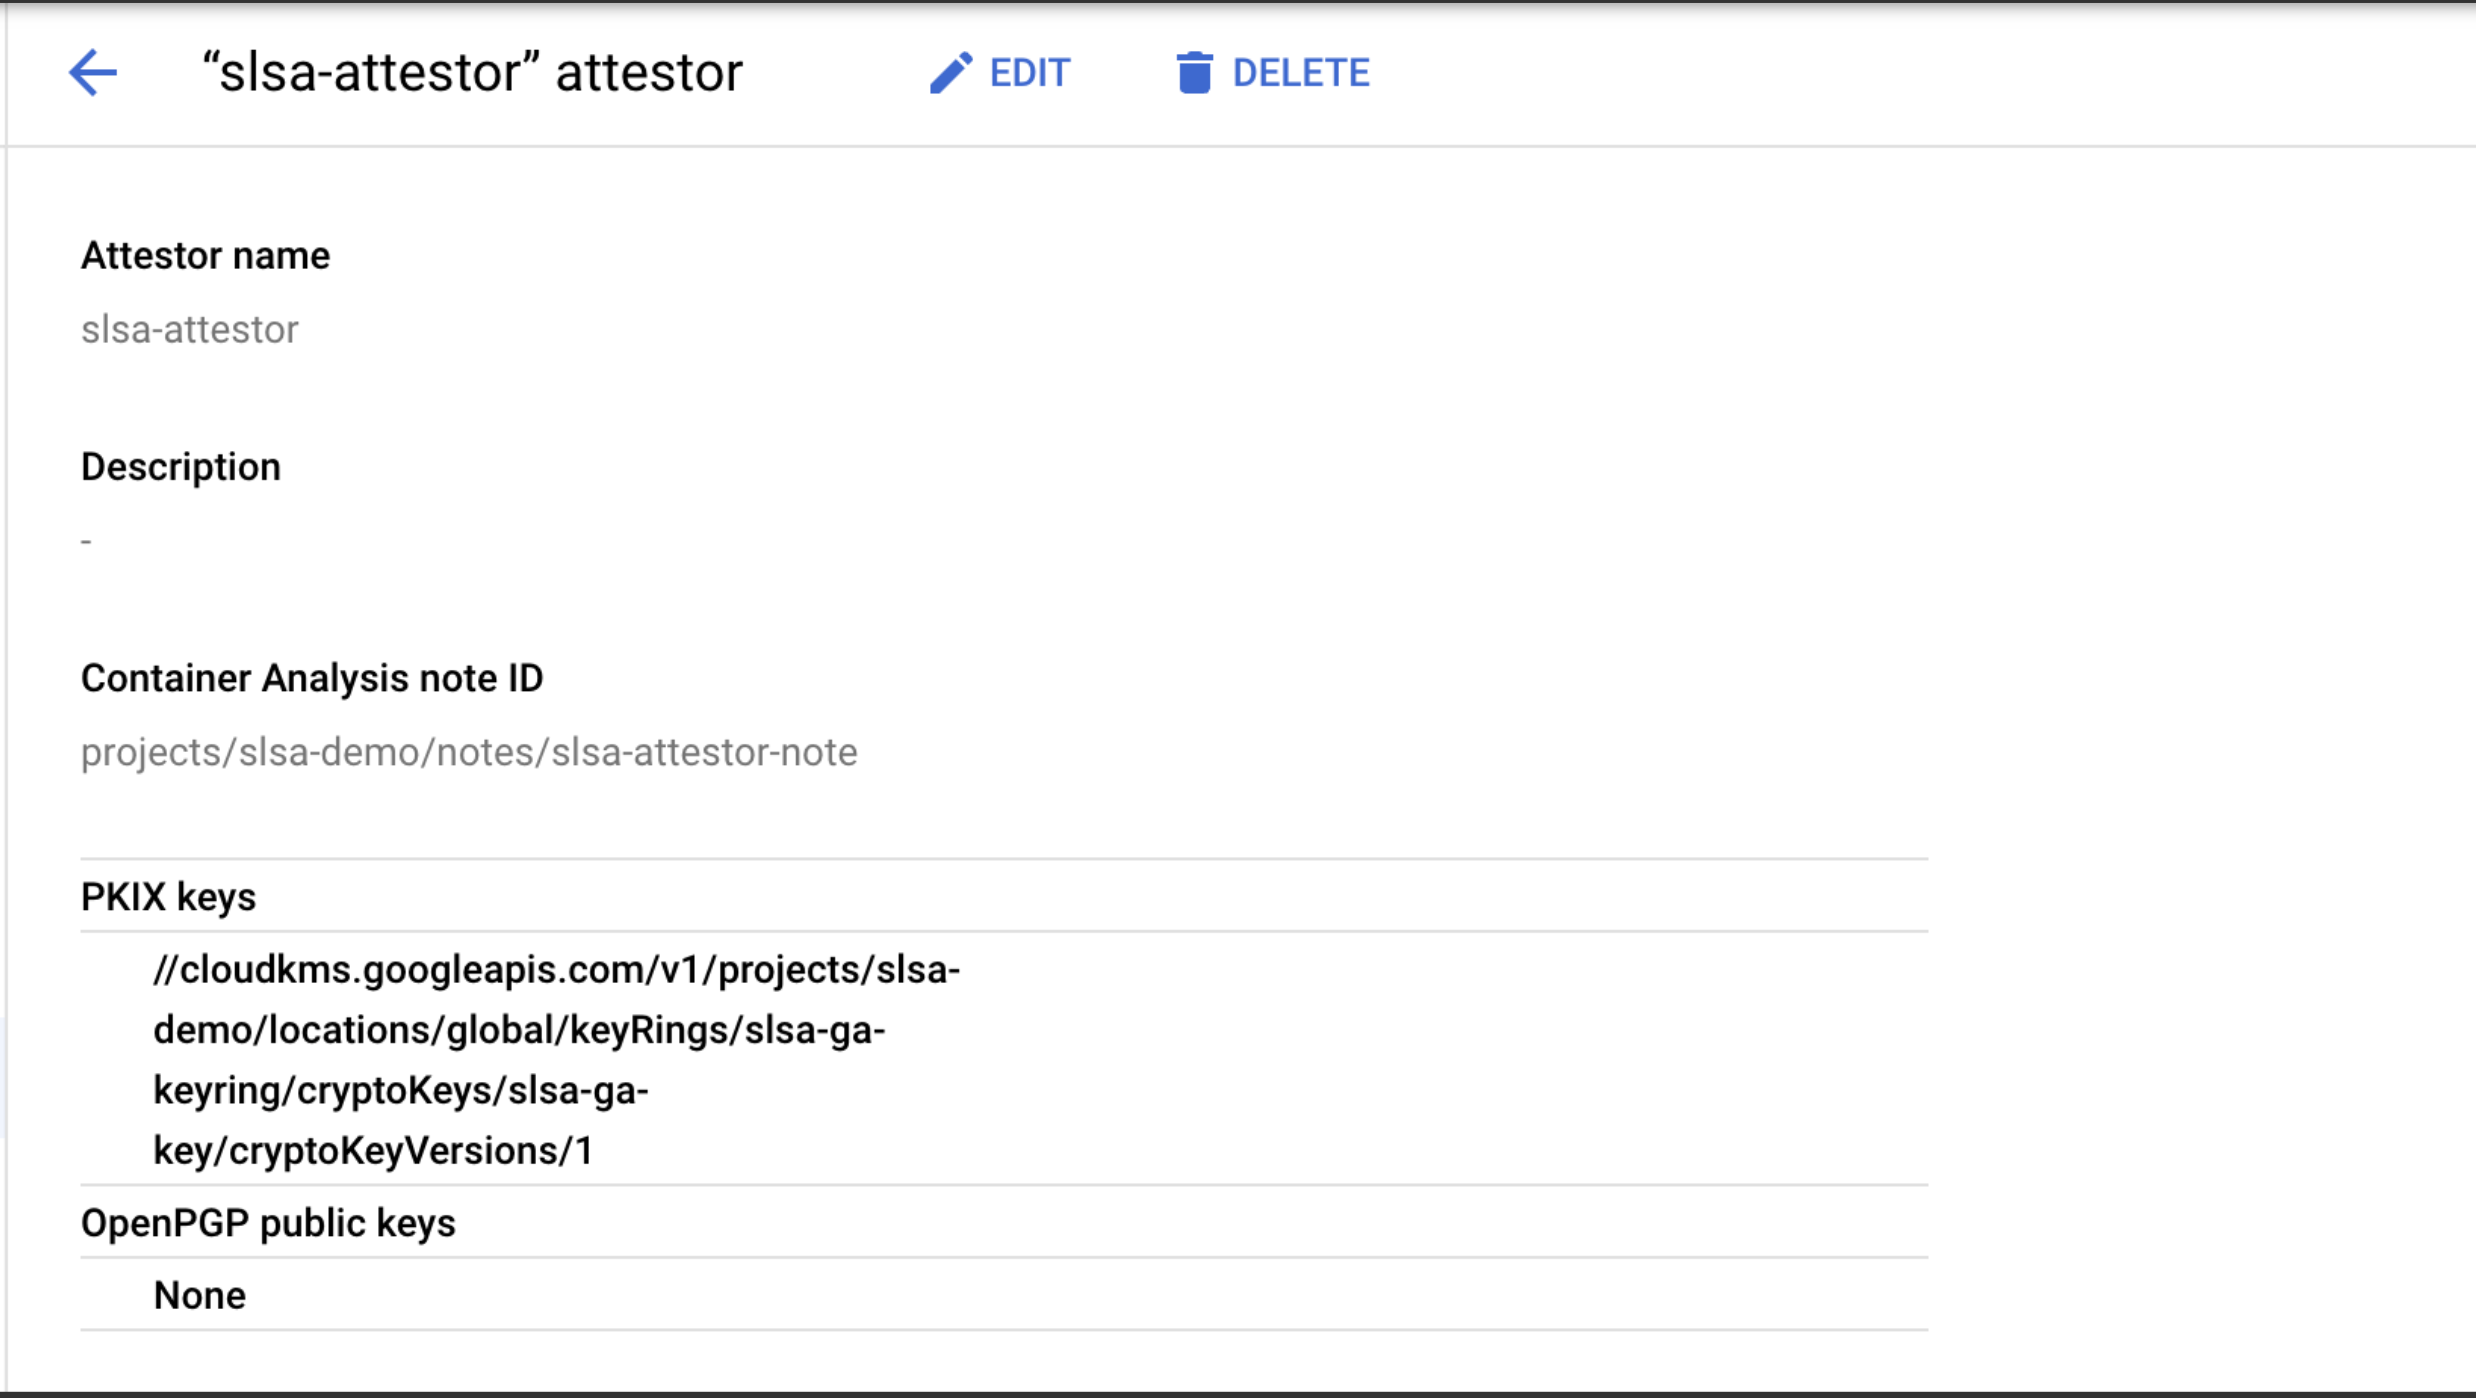 “slsa-attestor” attestor EDIT DELETE
Attestor name
slsa-attestor
Description
-
Container Analysis note ID
projects/slsa-demo/notes/slsa-attestor-note
PKIX keys
//cloudkms.googleapis.com/v1/projects/slsa-
demo/locations/global/keyRings/slsa-ga-
keyring/cryptoKeys/slsa-ga-
key/cryptoKeyVersions/1
OpenPGP public keys
None